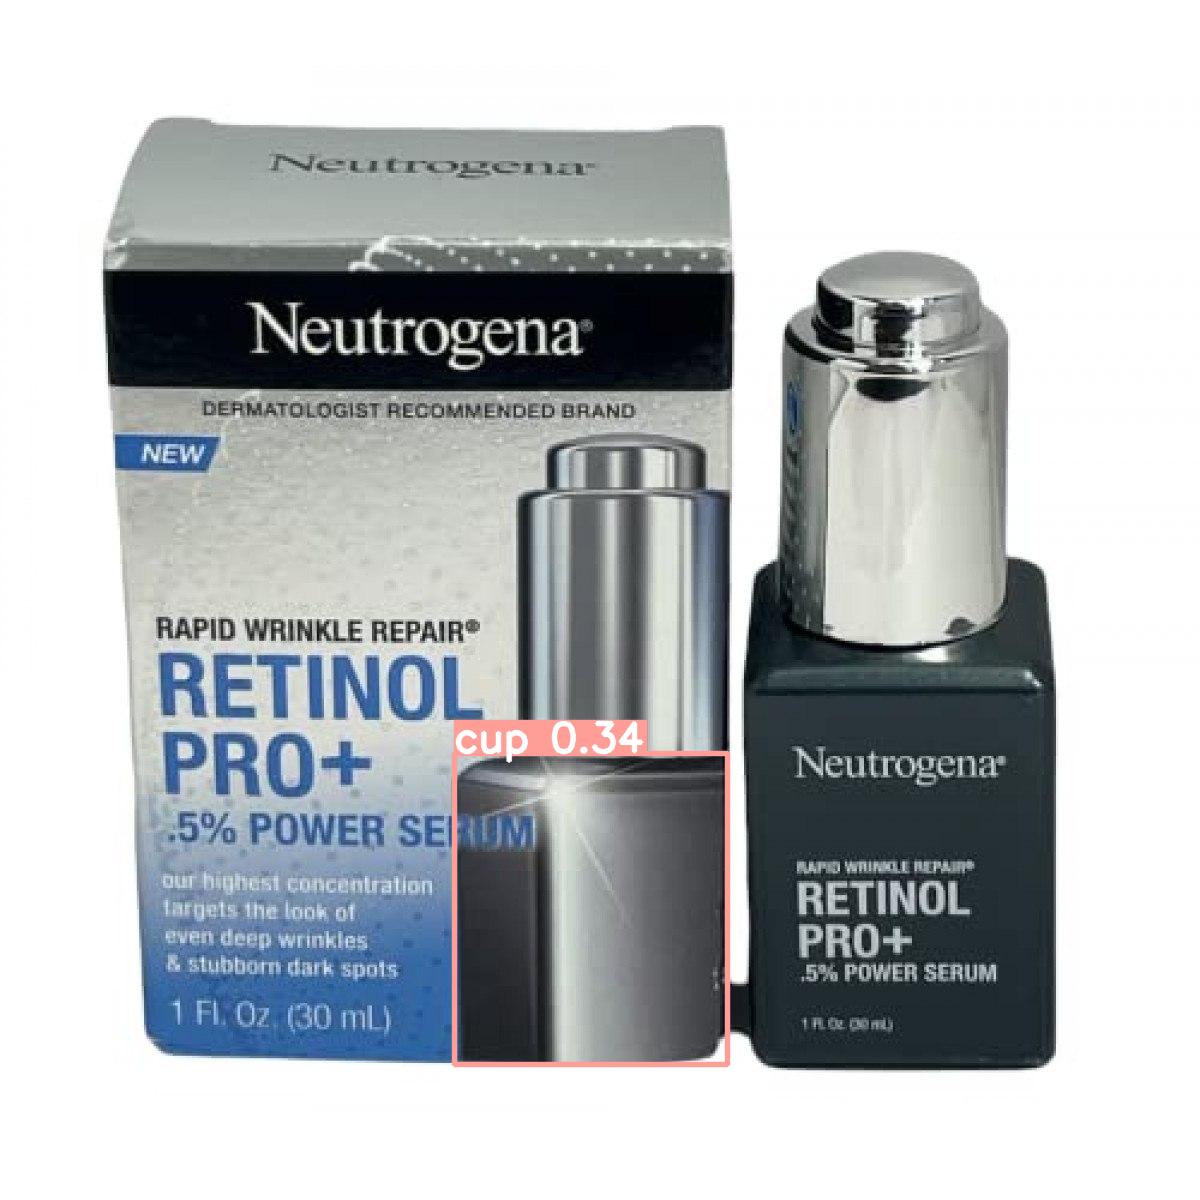 Neutrogena®
Neutrogena®
DERMATOLOGIST RECOMMENDED BRAND
NEW
RAPID WRINKLE REPAIR®
RETINOL
PRO+
.5% POWER SERUM
our highest concentration
targets the look of
even deep wrinkles
& stubborn dark spots
1 Fl. Oz. (30 mL)
cup 0.34
Neutrogena®
RAPID WRINKLE REPAIR®
RETINOL
PRO+
.5% POWER SERUM
1 Fl. Oz. (30 mL)